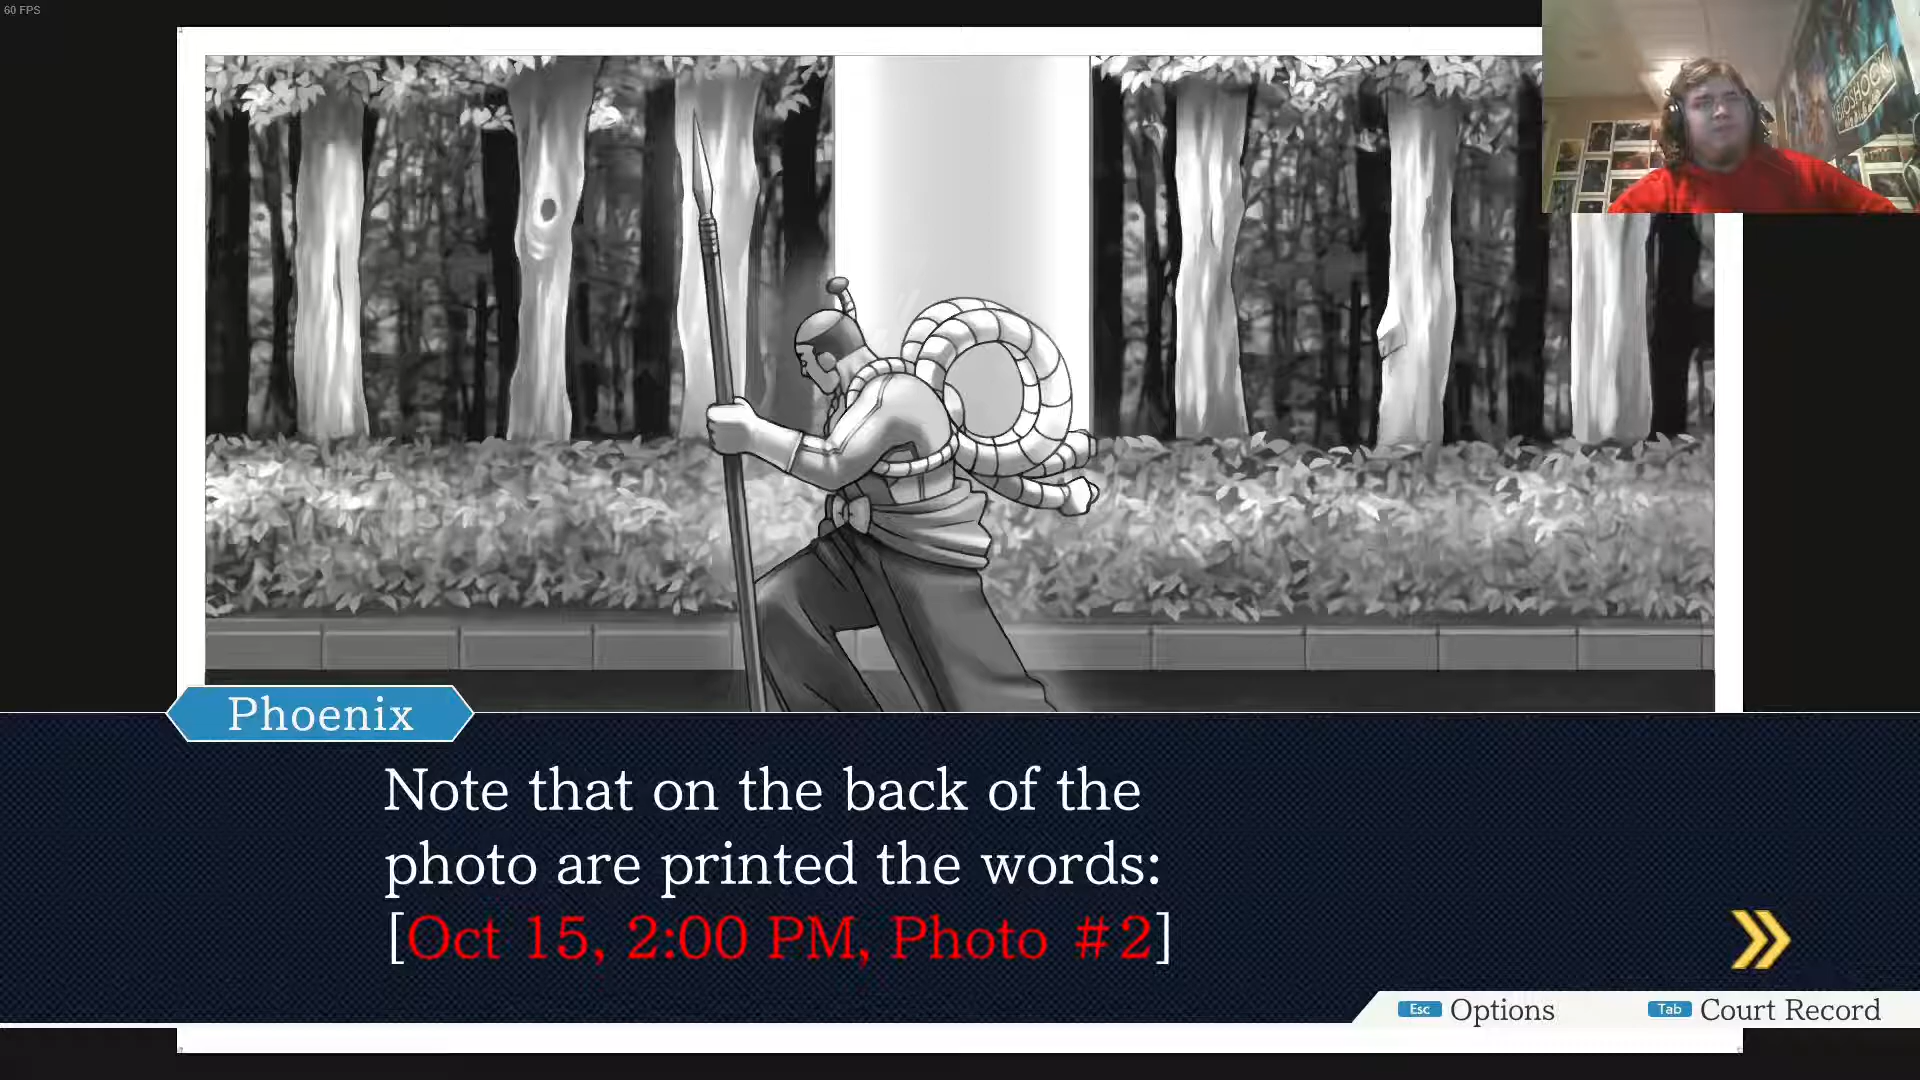 60 FPS
BIOSHOCK
Phoenix
Note that on the back of the
photo are printed the words:
[Oct 15, 2:00 PM, Photo #2]
Esc Options
Tab Court Record